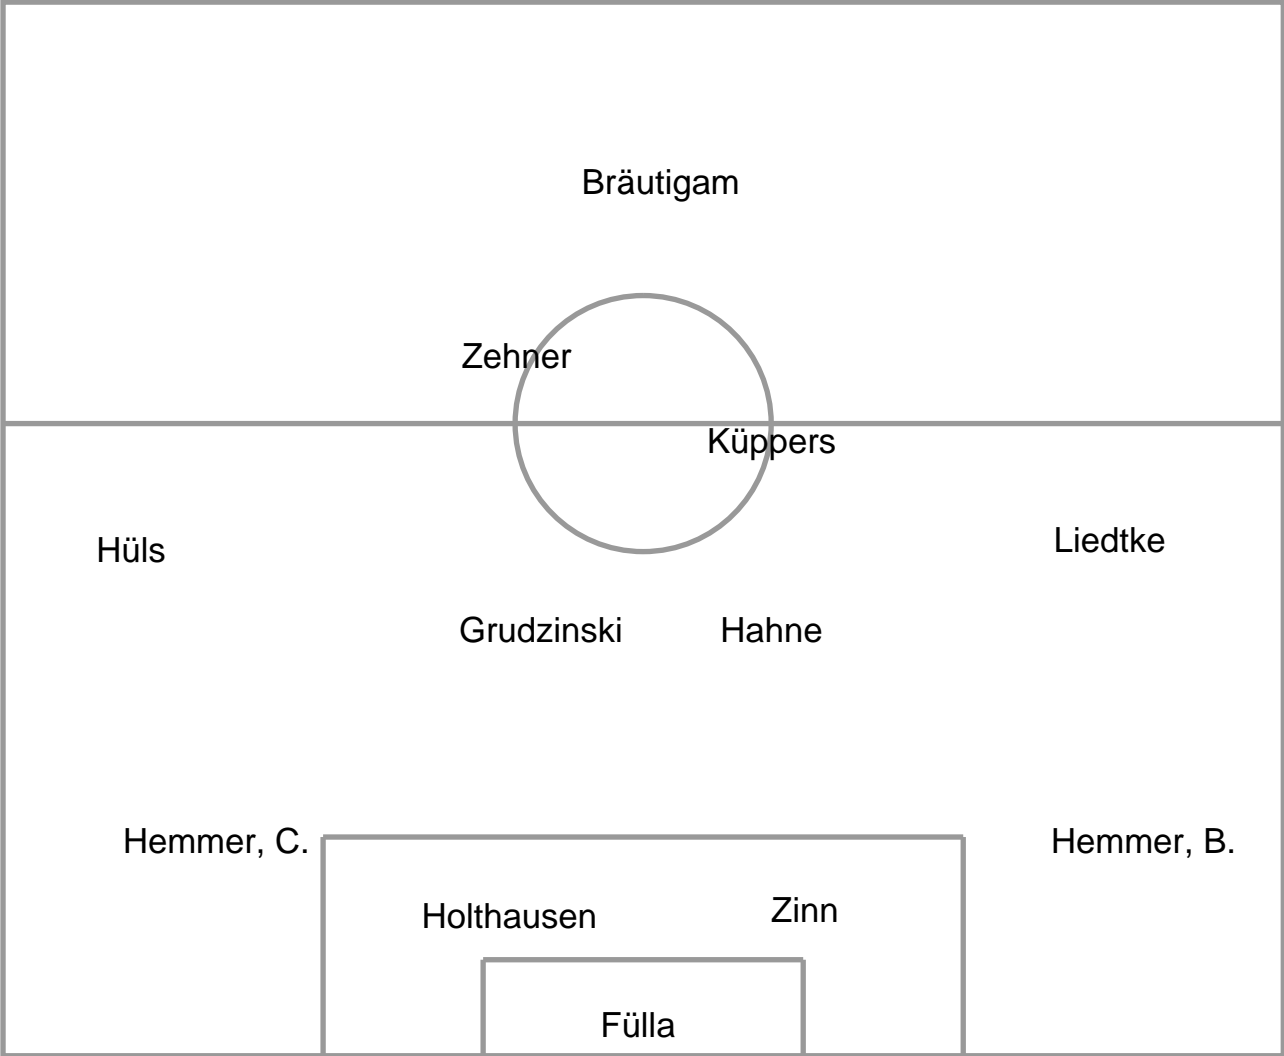 Bräutigam
Zehner
Küppers
Hüls
Liedtke
Grudzinski
Hahne
Hemmer, C.
Hemmer, B.
Holthausen
Zinn
Fülla